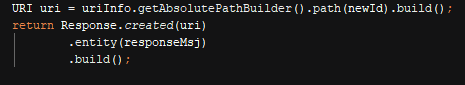 URI uri = uriInfo.getAbsolutePathBuilder().path(newId).build();
return Response.created(uri)
.entity(responseMsj)
.build();